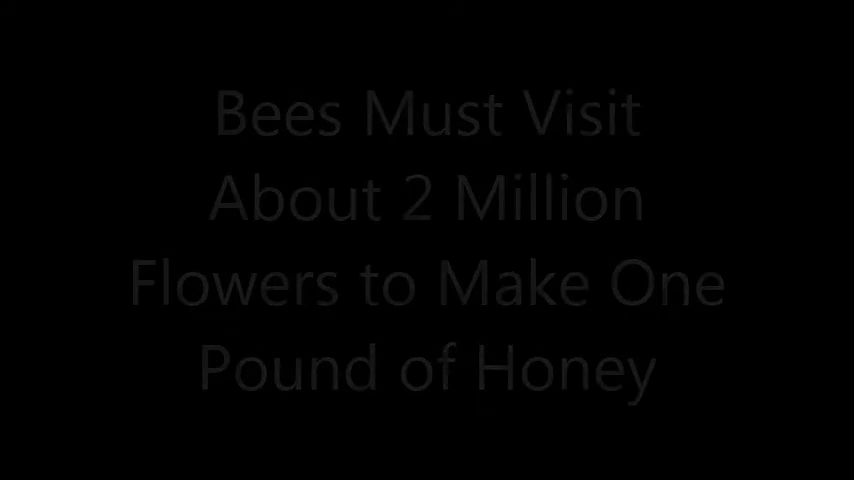 Bees Must Visit
About 2 Million
Flowers to Make One
Pound of Honey